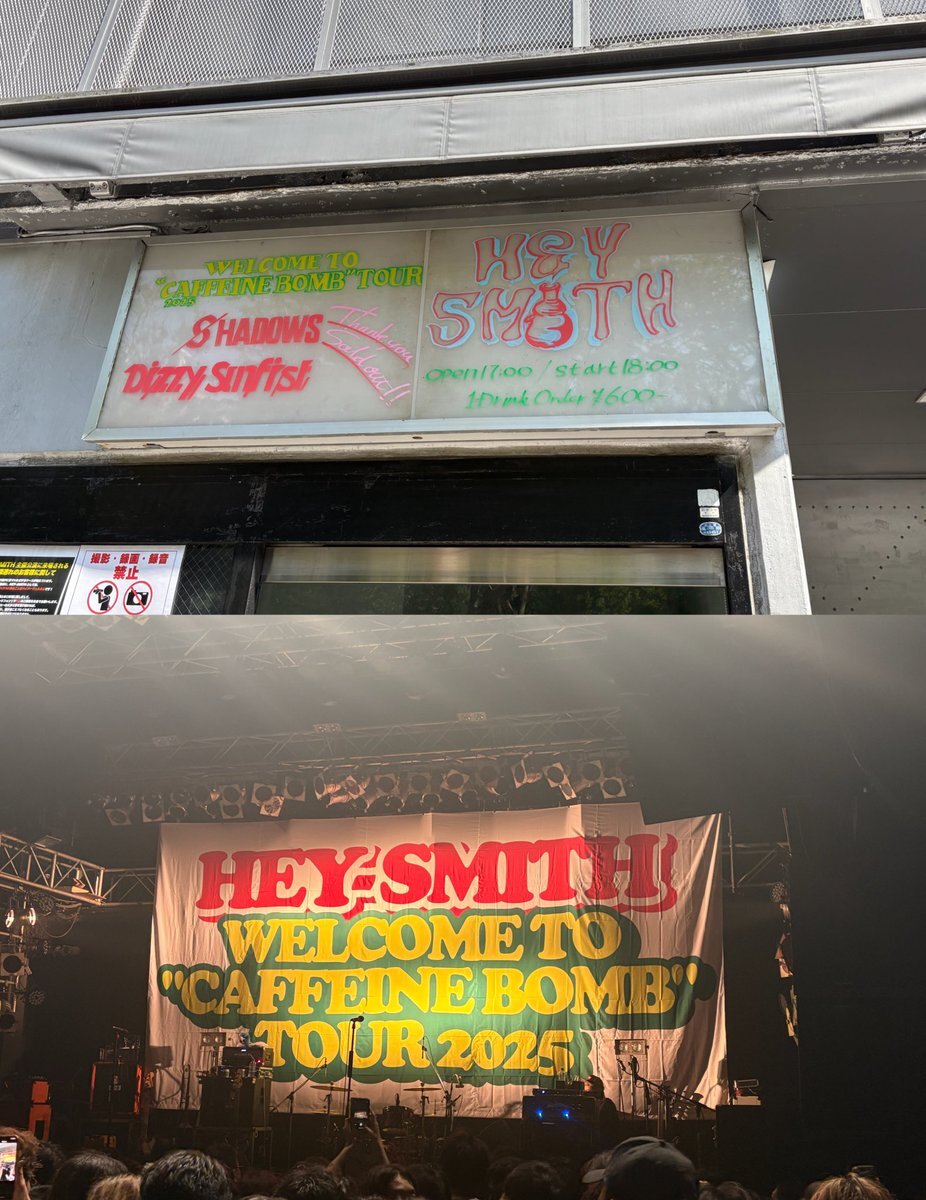 WELCOME TO
"CAFFEINE BOMB" TOUR
2025
SHADOWS
Dizzy Sunfist
Thank you
Sold out!!
HEY
SMITH
open 17:00 / start 18:00
1Drink Order ¥600-
撮影・録画・録音
禁止
HEY-SMITH
WELCOME TO
"CAFFEINE BOMB"
TOUR 2025